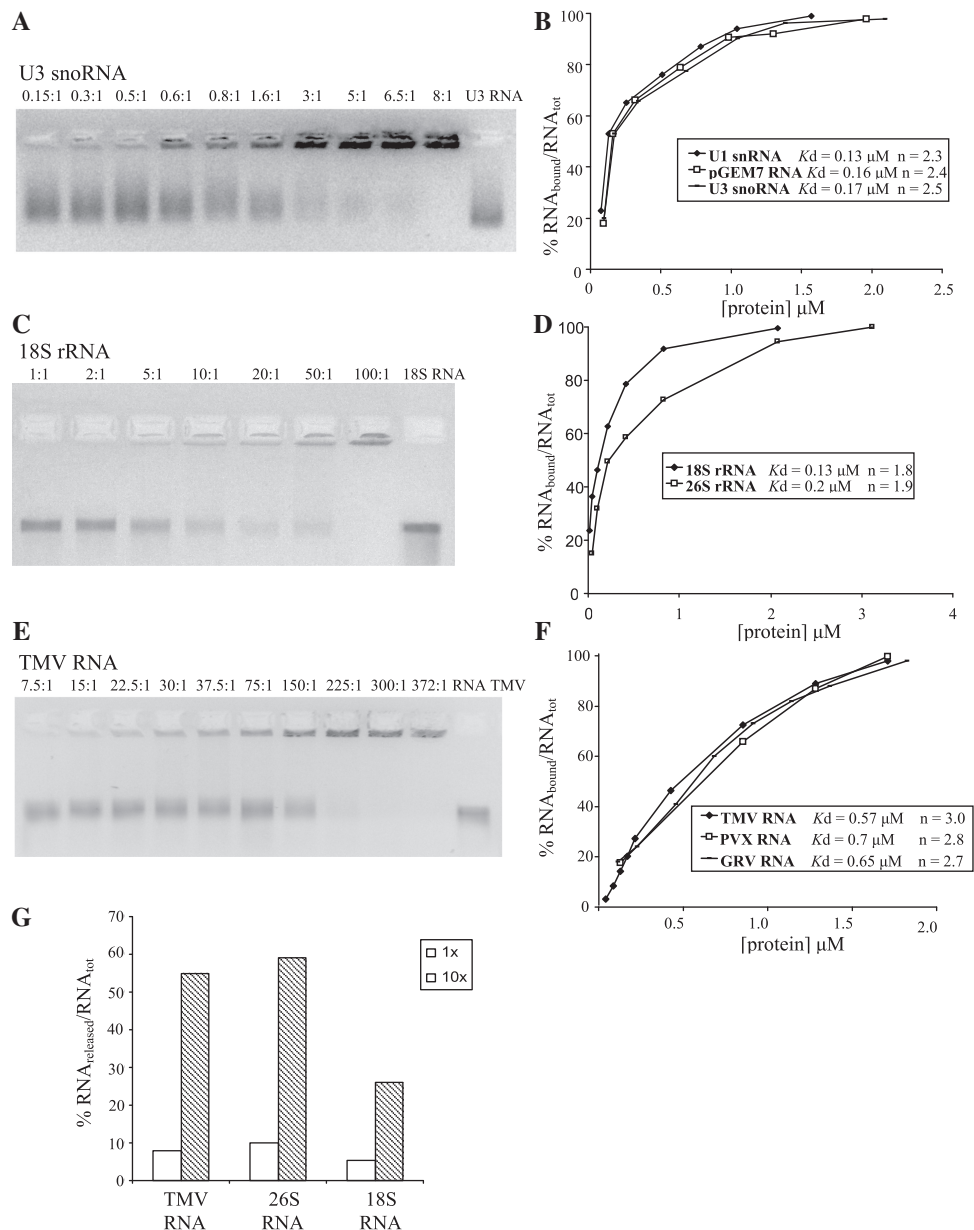 A
U3 snoRNA
0.15:1 0.3:1 0.5:1 0.6:1 0.8:1 1.6:1 3:1 5:1 6.5:1 8:1 U3 RNA
B
% RNAbound/RNAtot
100
80
60
40
20
0
0 0.5 1.0 1.5 2.0 2.5
[protein] µM
U1 snRNA Kd = 0.13 µM n = 2.3
pGEM7 RNA Kd = 0.16 µM n = 2.4
U3 snoRNA Kd = 0.17 µM n = 2.5
C
18S rRNA
1:1 2:1 5:1 10:1 20:1 50:1 100:1 18S RNA
D
% RNAbound/RNAtot
100
80
60
40
20
0
0 1 2 3 4
[protein] µM
18S rRNA Kd = 0.13 µM n = 1.8
26S rRNA Kd = 0.2 µM n = 1.9
E
TMV RNA
7.5:1 15:1 22.5:1 30:1 37.5:1 75:1 150:1 225:1 300:1 372:1 RNA TMV
F
% RNAbound/RNAtot
100
80
60
40
20
0
0.5 1.0 1.5 2.0
[protein] µM
TMV RNA Kd = 0.57 µM n = 3.0
PVX RNA Kd = 0.7 µM n = 2.8
GRV RNA Kd = 0.65 µM n = 2.7
G
% RNAreleased/RNAtot
70
60
50
40
30
20
10
0
1x
10x
TMV RNA
26S RNA
18S RNA